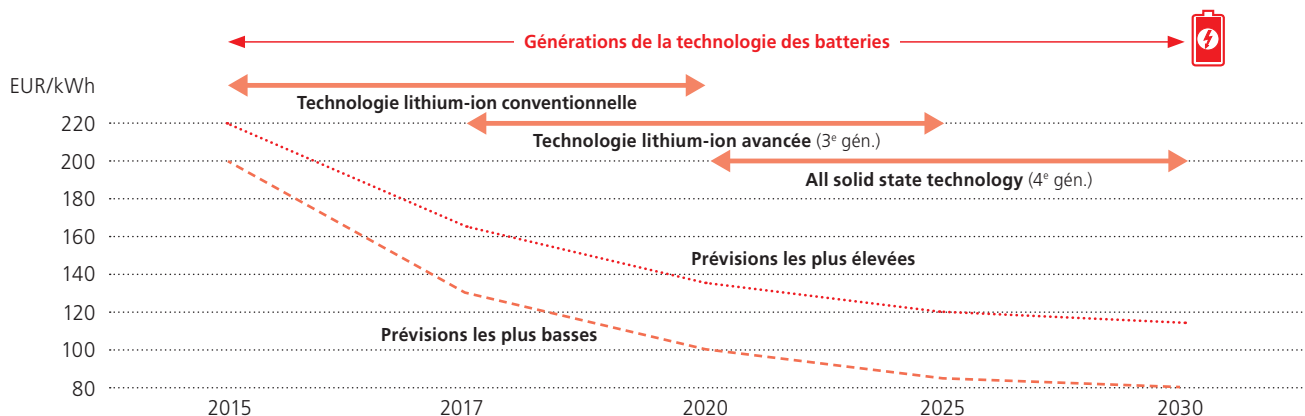 Générations de la technologie des batteries
EUR/kWh
Technologie lithium-ion conventionnelle
220
Technologie lithium-ion avancée (3e gén.)
200
All solid state technology (4e gén.)
180
160
Prévisions les plus élevées
140
120
Prévisions les plus basses
100
80
2015 2017 2020 2025 2030